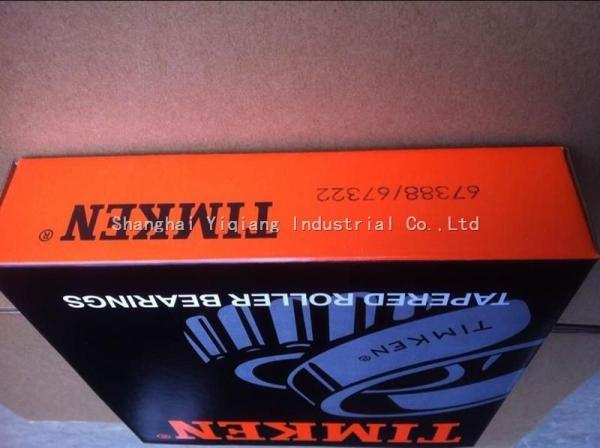 67388/67322
TIMKEN®
Shanghai Yiqiang Industrial Co.,Ltd
TAPERED ROLLER BEARINGS
TIMKEN®
TIMKEN®